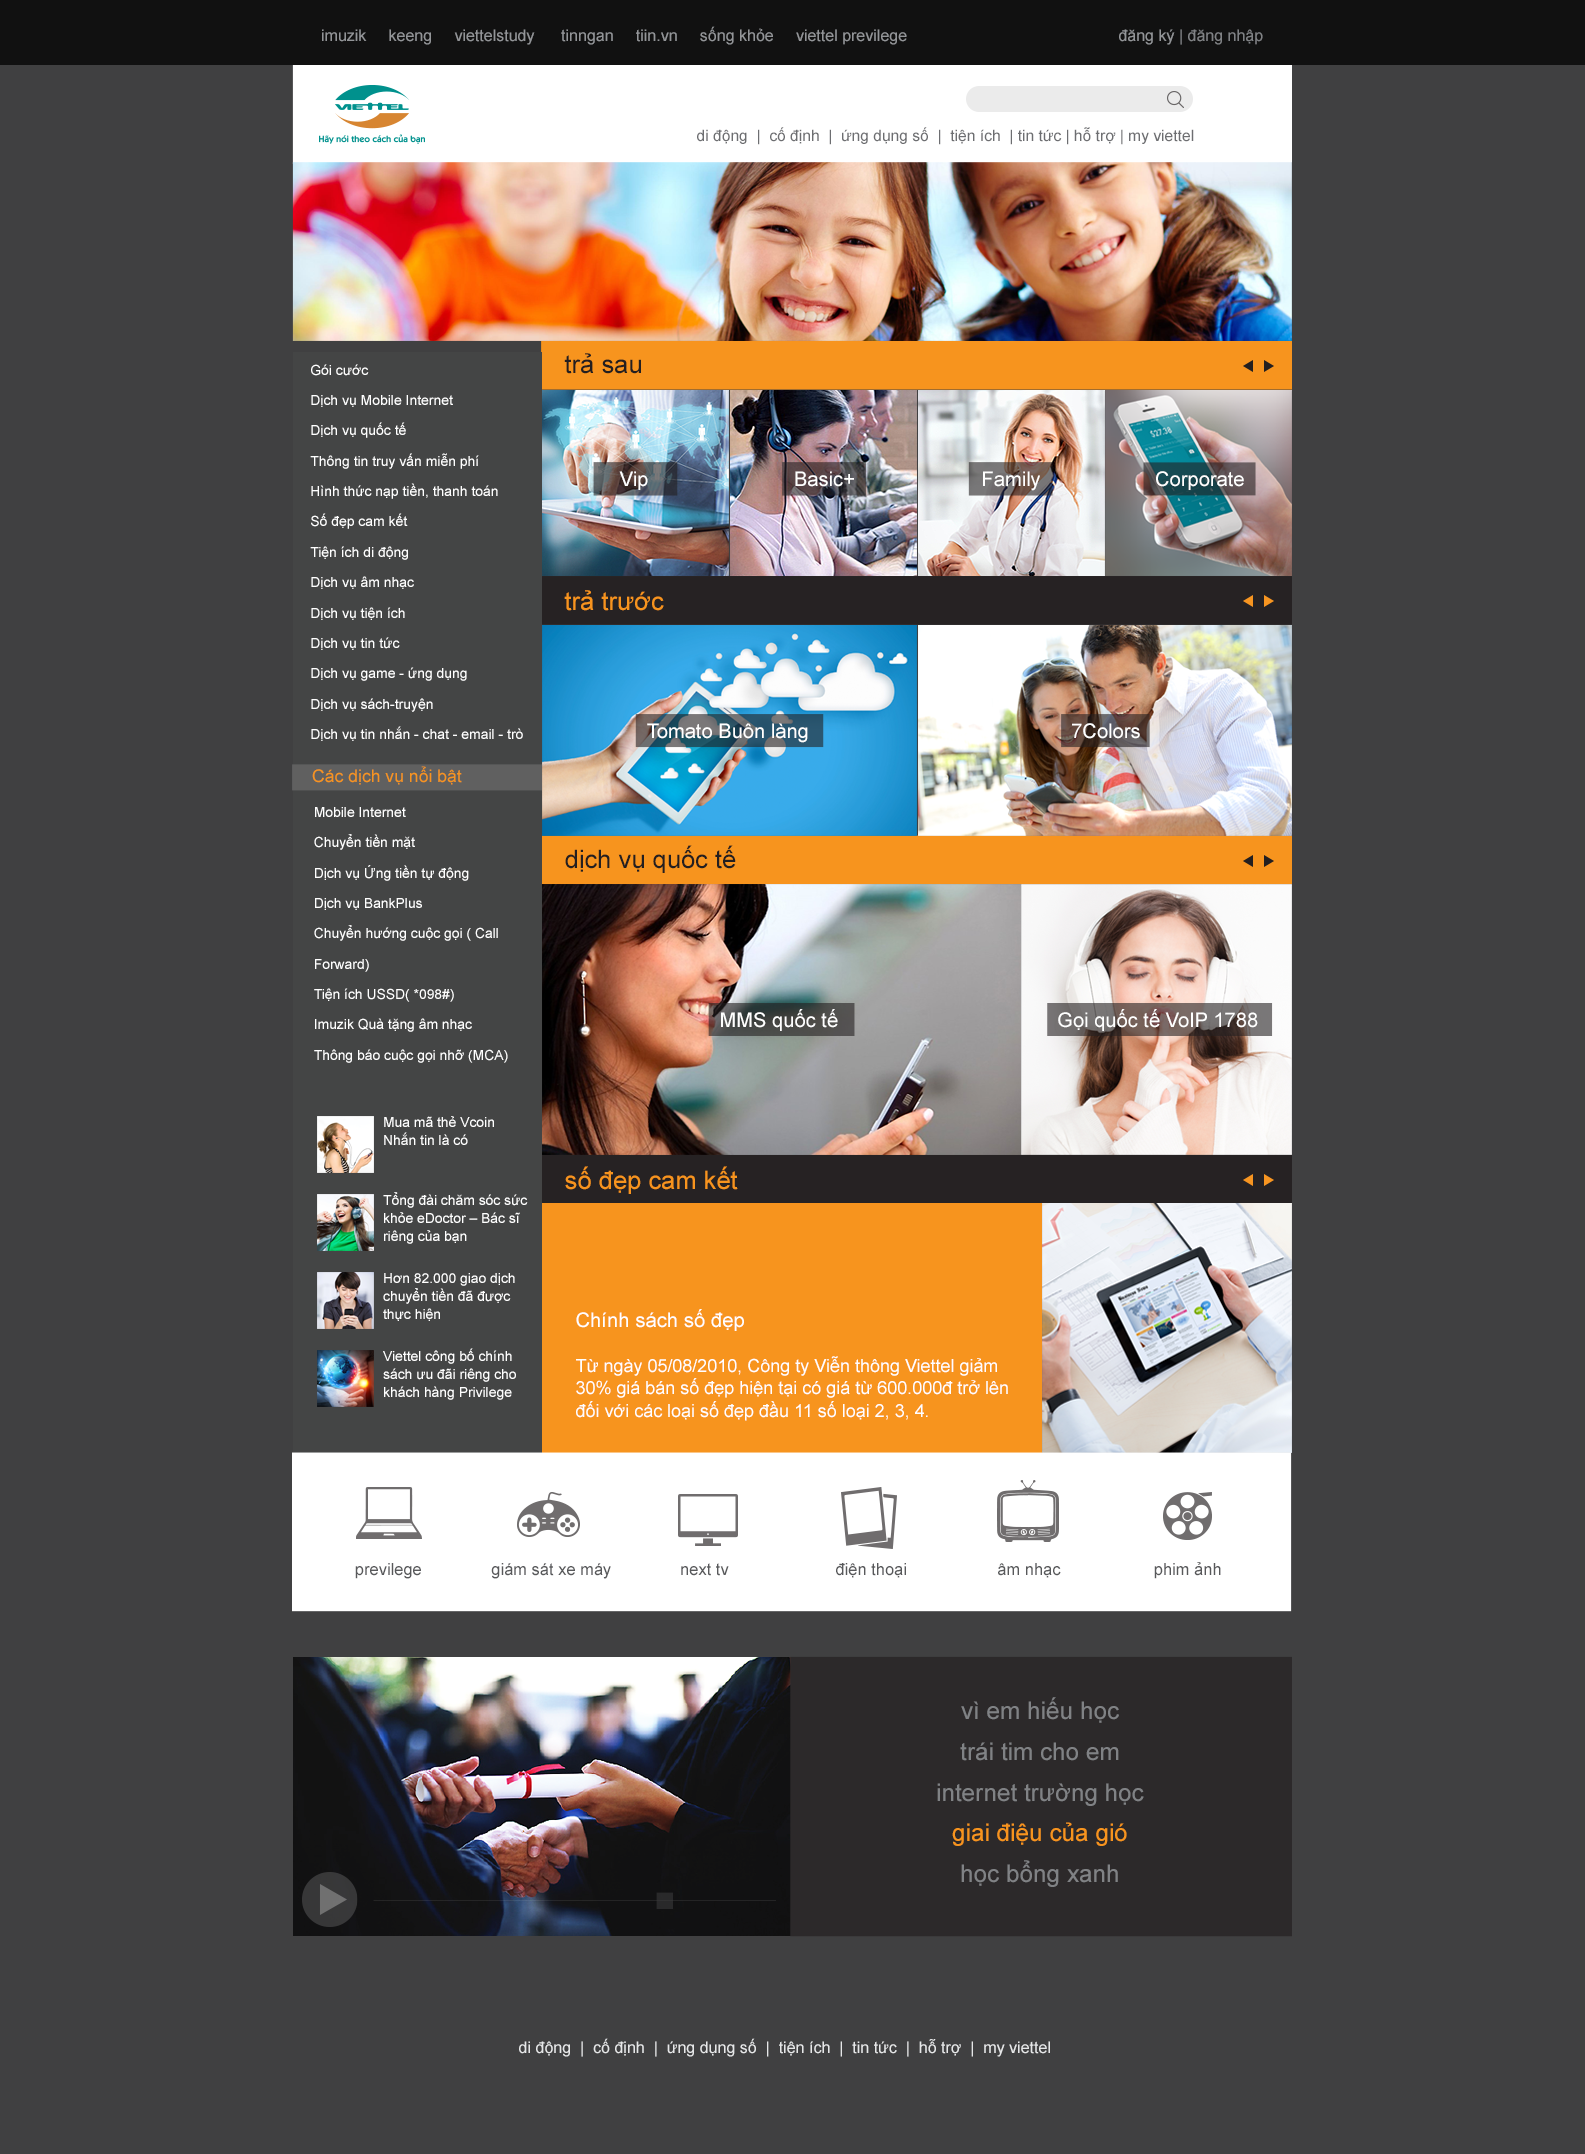 imuzik keeng viettelstudy tinngan tiin.vn sống khỏe viettel previlege đăng ký | đăng nhập
VIETTEL
Hãy nói theo cách của bạn
di động | cố định | ứng dụng số | tiện ích | tin tức | hỗ trợ | my viettel
Gói cước
Dịch vụ Mobile Internet
Dịch vụ quốc tế
Thông tin truy vấn miễn phí
Hình thức nạp tiền, thanh toán
Số đẹp cam kết
Tiện ích di động
Dịch vụ âm nhạc
Dịch vụ tiện ích
Dịch vụ tin tức
Dịch vụ game - ứng dụng
Dịch vụ sách-truyện
Dịch vụ tin nhắn - chat - email - trò
Các dịch vụ nổi bật
Mobile Internet
Chuyển tiền mặt
Dịch vụ Ứng tiền tự động
Dịch vụ BankPlus
Chuyển hướng cuộc gọi ( Call
Forward)
Tiện ích USSD( *098#)
Imuzik Quà tặng âm nhạc
Thông báo cuộc gọi nhỡ (MCA)
Mua mã thẻ Vcoin
Nhắn tin là có
Tổng đài chăm sóc sức
khỏe eDoctor – Bác sĩ
riêng của bạn
Hơn 82.000 giao dịch
chuyển tiền đã được
thực hiện
Viettel công bố chính
sách ưu đãi riêng cho
khách hàng Privilege
trả sau
Vip
Basic+
Family
Corporate
$27.38
trả trước
Tomato Buôn làng
7Colors
dịch vụ quốc tế
MMS quốc tế
Gọi quốc tế VoIP 1788
số đẹp cam kết
Chính sách số đẹp
Từ ngày 05/08/2010, Công ty Viễn thông Viettel giảm
30% giá bán số đẹp hiện tại có giá từ 600.000đ trở lên
đối với các loại số đẹp đầu 11 số loại 2, 3, 4.
previlege
giám sát xe máy
next tv
điện thoại
âm nhạc
phim ảnh
vì em hiếu học
trái tim cho em
internet trường học
giai điệu của gió
học bổng xanh
di động | cố định | ứng dụng số | tiện ích | tin tức | hỗ trợ | my viettel